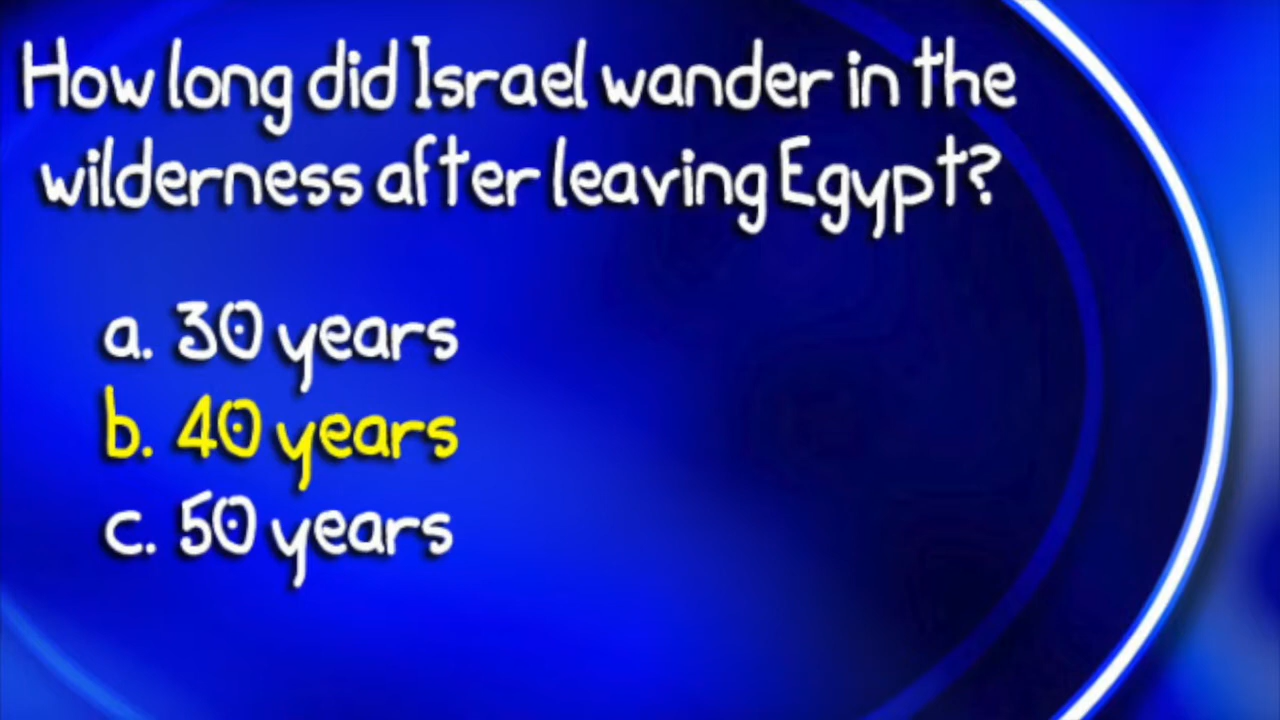 How long did Israel wander in the
wilderness after leaving Egypt?
a. 30 years
b. 40 years
c. 50 years